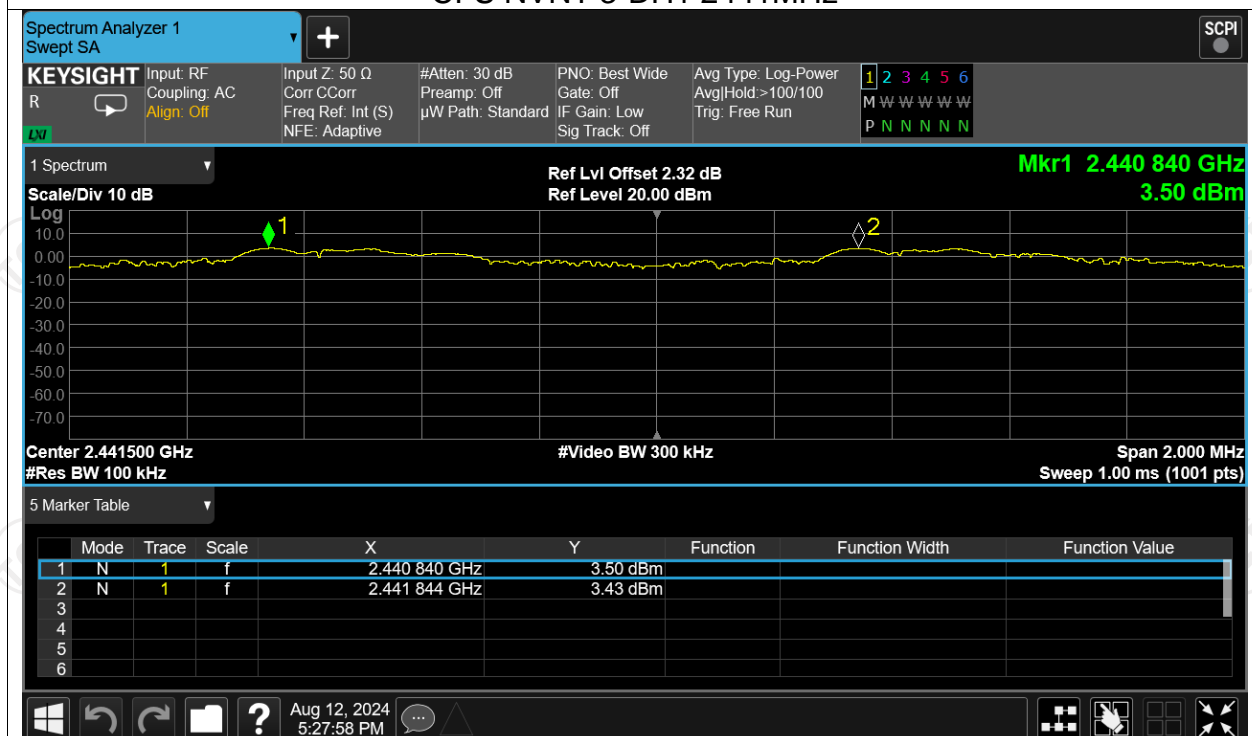 Spectrum Analyzer 1
Swept SA
+
SCPI
KEYSIGHT Input: RF Input Z: 50 Ω #Atten: 30 dB PNO: Best Wide Avg Type: Log-Power 1 2 3 4 5 6
R Coupling: AC Corr CCorr Preamp: Off Gate: Off Avg|Hold:>100/100 M W W W W W W
Align: Off Freq Ref: Int (S) µW Path: Standard IF Gain: Low Trig: Free Run
LXI NFE: Adaptive Sig Track: Off P N N N N N
1 Spectrum Ref Lvl Offset 2.32 dB Mkr1 2.440 840 GHz
Scale/Div 10 dB Ref Level 20.00 dBm 3.50 dBm
Log
1 2
10.0
0.00
-10.0
-20.0
-30.0
-40.0
-50.0
-60.0
-70.0
Center 2.441500 GHz #Video BW 300 kHz Span 2.000 MHz
#Res BW 100 kHz Sweep 1.00 ms (1001 pts)
5 Marker Table
Mode Trace Scale X Y Function Function Width Function Value
1 N 1 f 2.440 840 GHz 3.50 dBm
2 N 1 f 2.441 844 GHz 3.43 dBm
3
4
5
6
? Aug 12, 2024
5:27:58 PM